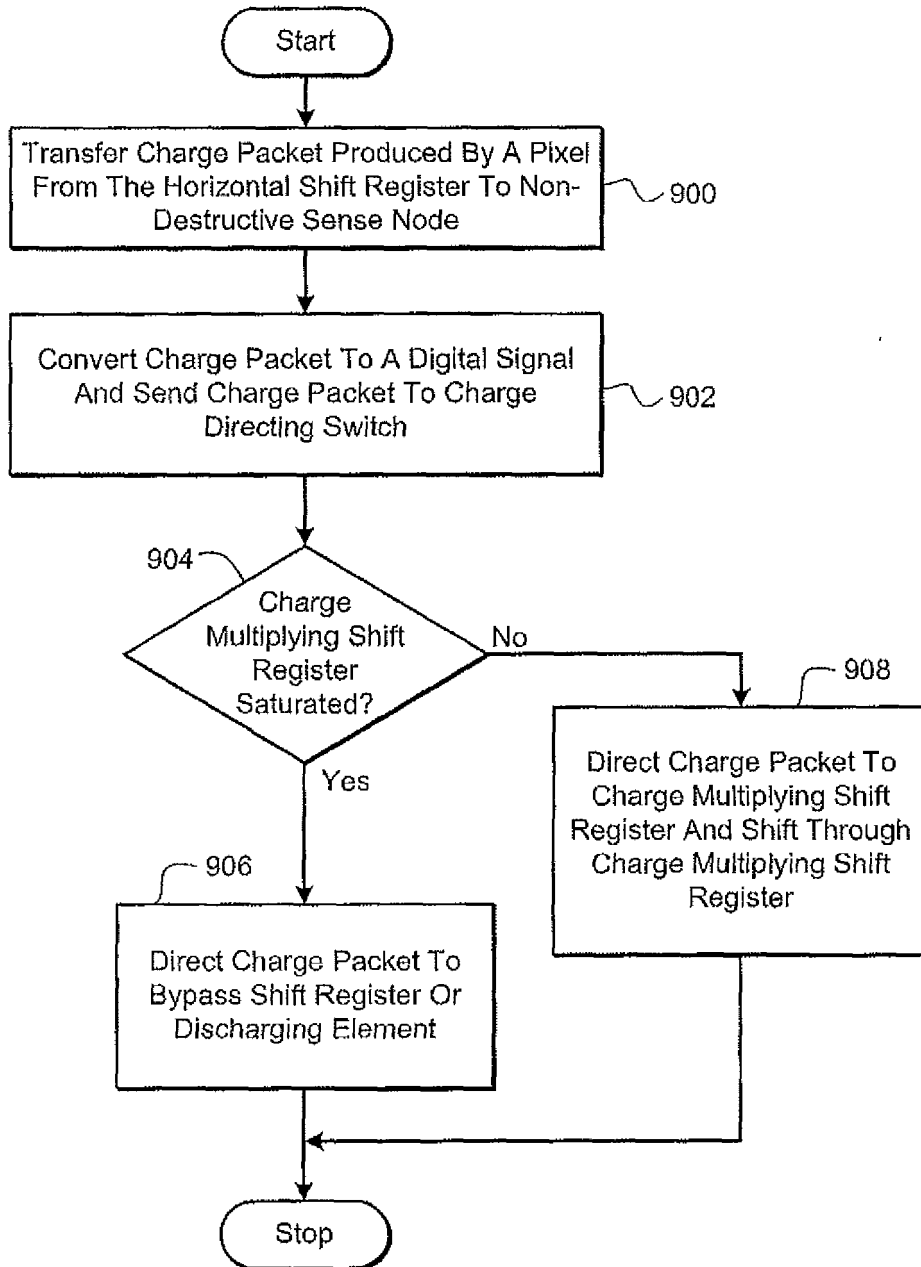 Start
Transfer Charge Packet Produced By A Pixel
From The Horizontal Shift Register To Non-
Destructive Sense Node
900
Convert Charge Packet To A Digital Signal
And Send Charge Packet To Charge
Directing Switch
902
904
Charge
Multiplying Shift
Register
Saturated?
No
Yes
908
Direct Charge Packet To
Charge Multiplying Shift
Register And Shift Through
Charge Multiplying Shift
Register
906
Direct Charge Packet To
Bypass Shift Register Or
Discharging Element
Stop